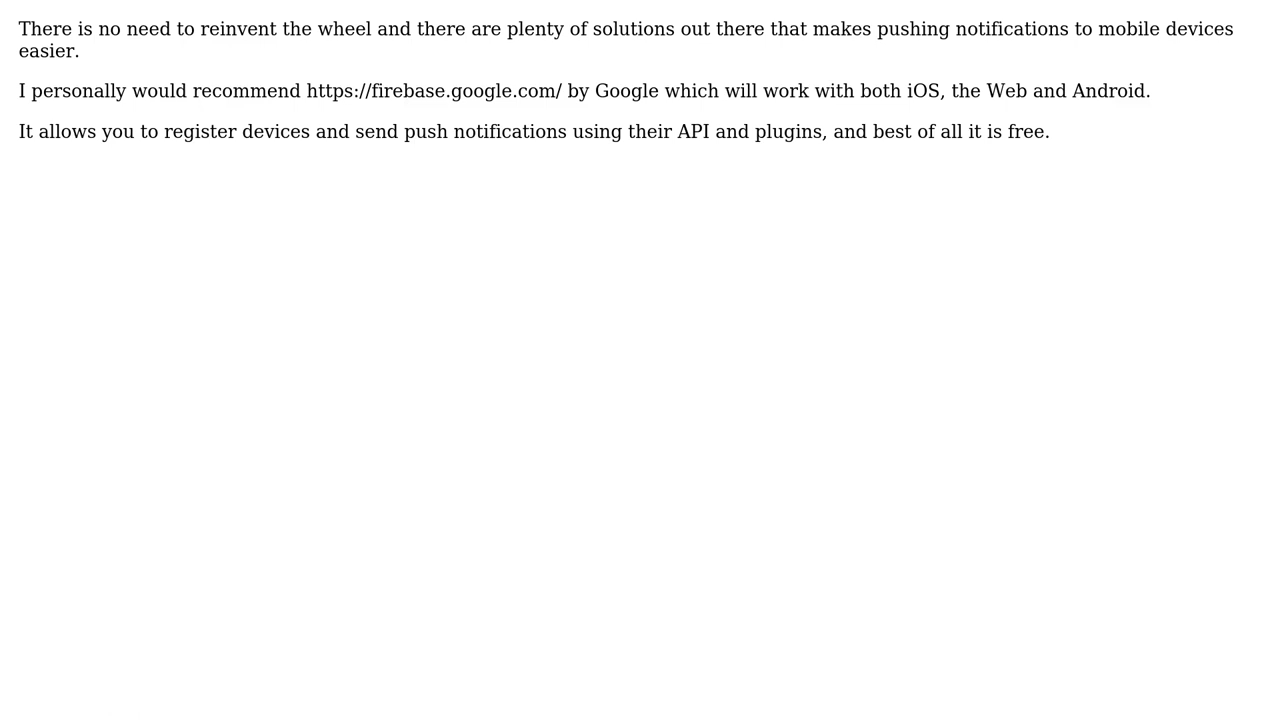 There is no need to reinvent the wheel and there are plenty of solutions out there that makes pushing notifications to mobile devices
easier.
I personally would recommend https://firebase.google.com/ by Google which will work with both iOS, the Web and Android.
It allows you to register devices and send push notifications using their API and plugins, and best of all it is free.